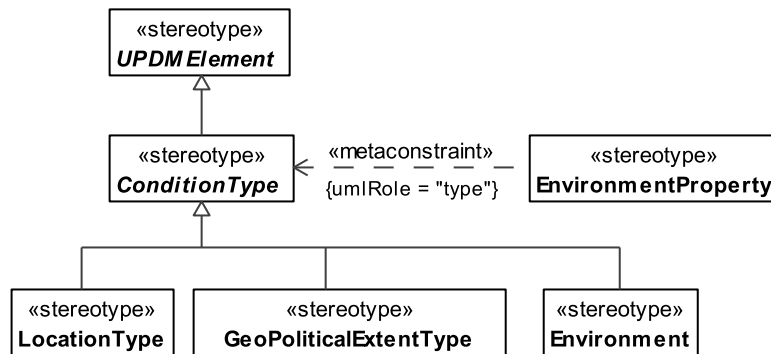 «stereotype»
UPDMElement
«stereotype»
ConditionType
«metaconstraint»
{umlRole = "type"}
«stereotype»
EnvironmentProperty
«stereotype»
LocationType
«stereotype»
GeoPoliticalExtentType
«stereotype»
Environment